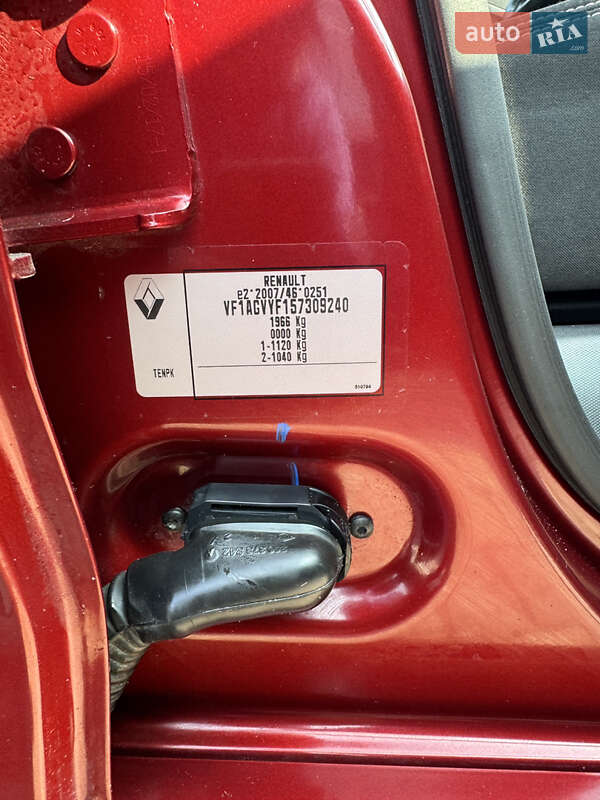 auto RIA
.com
RENAULT
e2*2007/46*0251
VF1AGVYF157309240
1966 Kg
0000 Kg
1-1120 Kg
2-1040 Kg
TENPK